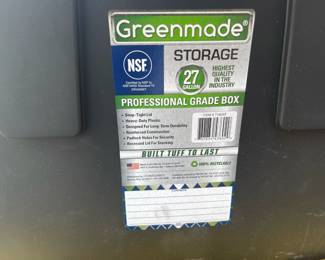 Greenmade®
NSF
STORAGE
27
GALLON
HIGHEST
QUALITY
IN THE
INDUSTRY
PROFESSIONAL GRADE BOX
• Snap-Tight Lid
• Heavy-Duty Plastic
• Designed For Long-Term Durability
• Reinforced Construction
• Padlock Holes For Security
• Recessed Lid For Stacking
BUILT TUFF TO LAST
100% RECYCLABLE